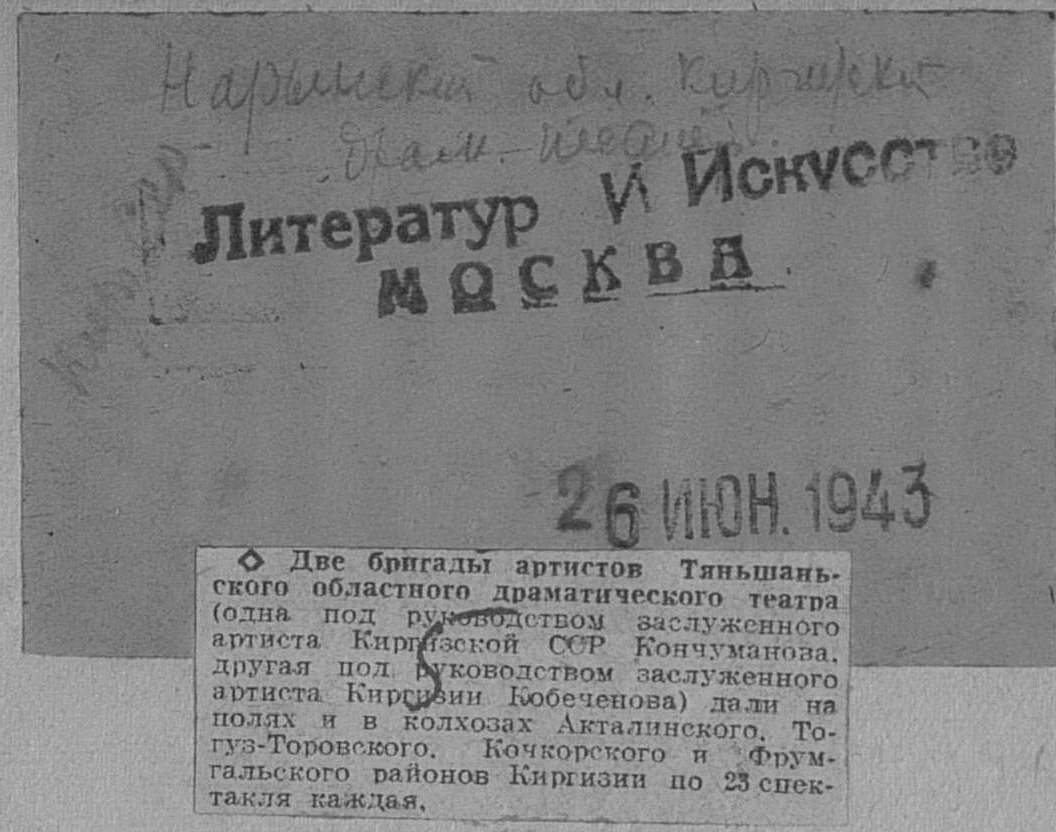 Нарынский обл. киргизский
драм. театр.
Литератур И Искусство
МОСКВА
26 ИЮН. 1943
◇ Две бригады артистов Тяньшань-
ского областного драматического театра
(одна под руководством заслуженного
артиста Киргизской ССР Кончуманова,
другая под руководством заслуженного
артиста Киргизии Кобеченова) дали на
полях и в колхозах Акталинского, То-
гуз-Торовского, Кочкорского и Фрум-
гальского районов Киргизии по 23 спек-
такля каждая.